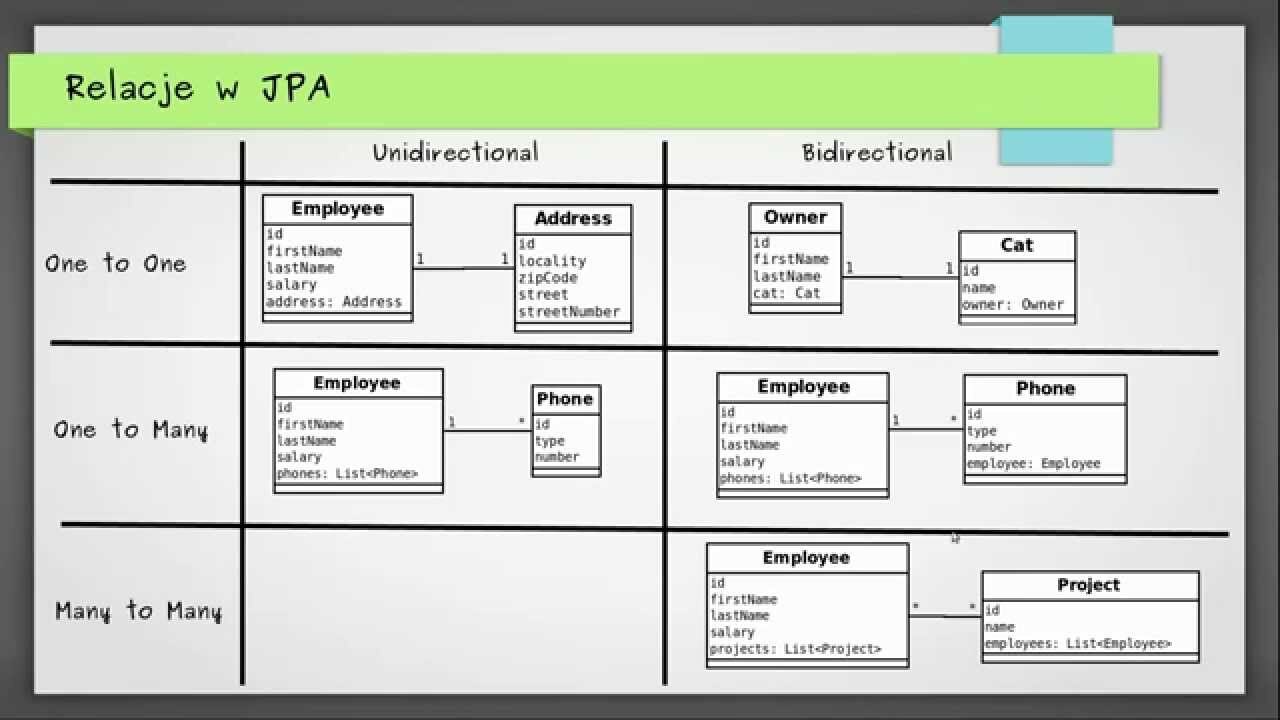 Relacje w JPA
Unidirectional
Bidirectional
One to One
Employee
id
firstName
lastName
salary
address: Address
1
1
Address
id
locality
zipCode
street
streetNumber
Owner
id
firstName
lastName
cat: Cat
1
1
Cat
id
name
owner: Owner
One to Many
Employee
id
firstName
lastName
salary
phones: List<Phone>
1
*
Phone
id
type
number
Employee
id
firstName
lastName
salary
phones: List<Phone>
1
*
Phone
id
type
number
employee: Employee
Many to Many
Employee
id
firstName
lastName
salary
projects: List<Project>
*
*
Project
id
name
employees: List<Employee>